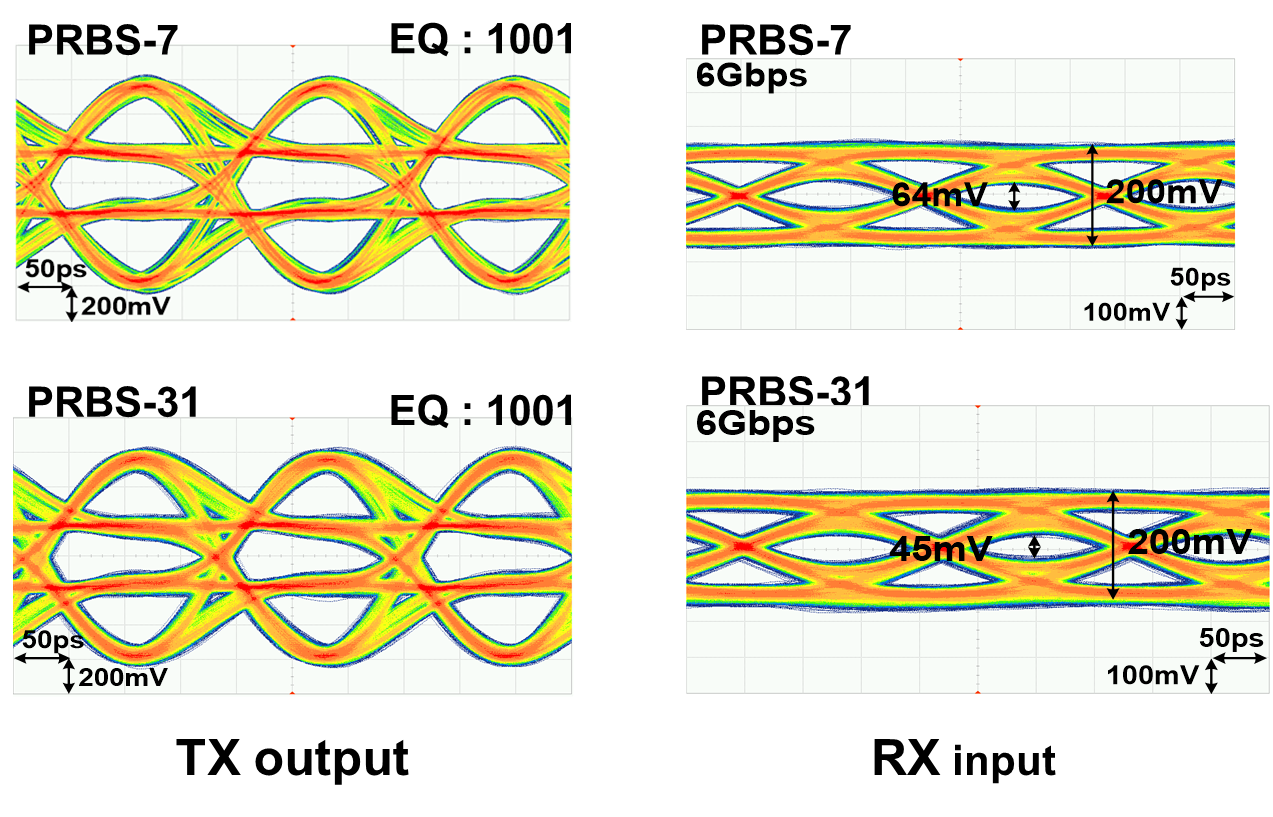 PRBS-7
EQ : 1001
50ps
200mV
PRBS-7
6Gbps
64mV
200mV
50ps
100mV
PRBS-31
EQ : 1001
50ps
200mV
PRBS-31
6Gbps
45mV
200mV
50ps
100mV
TX output
RX input